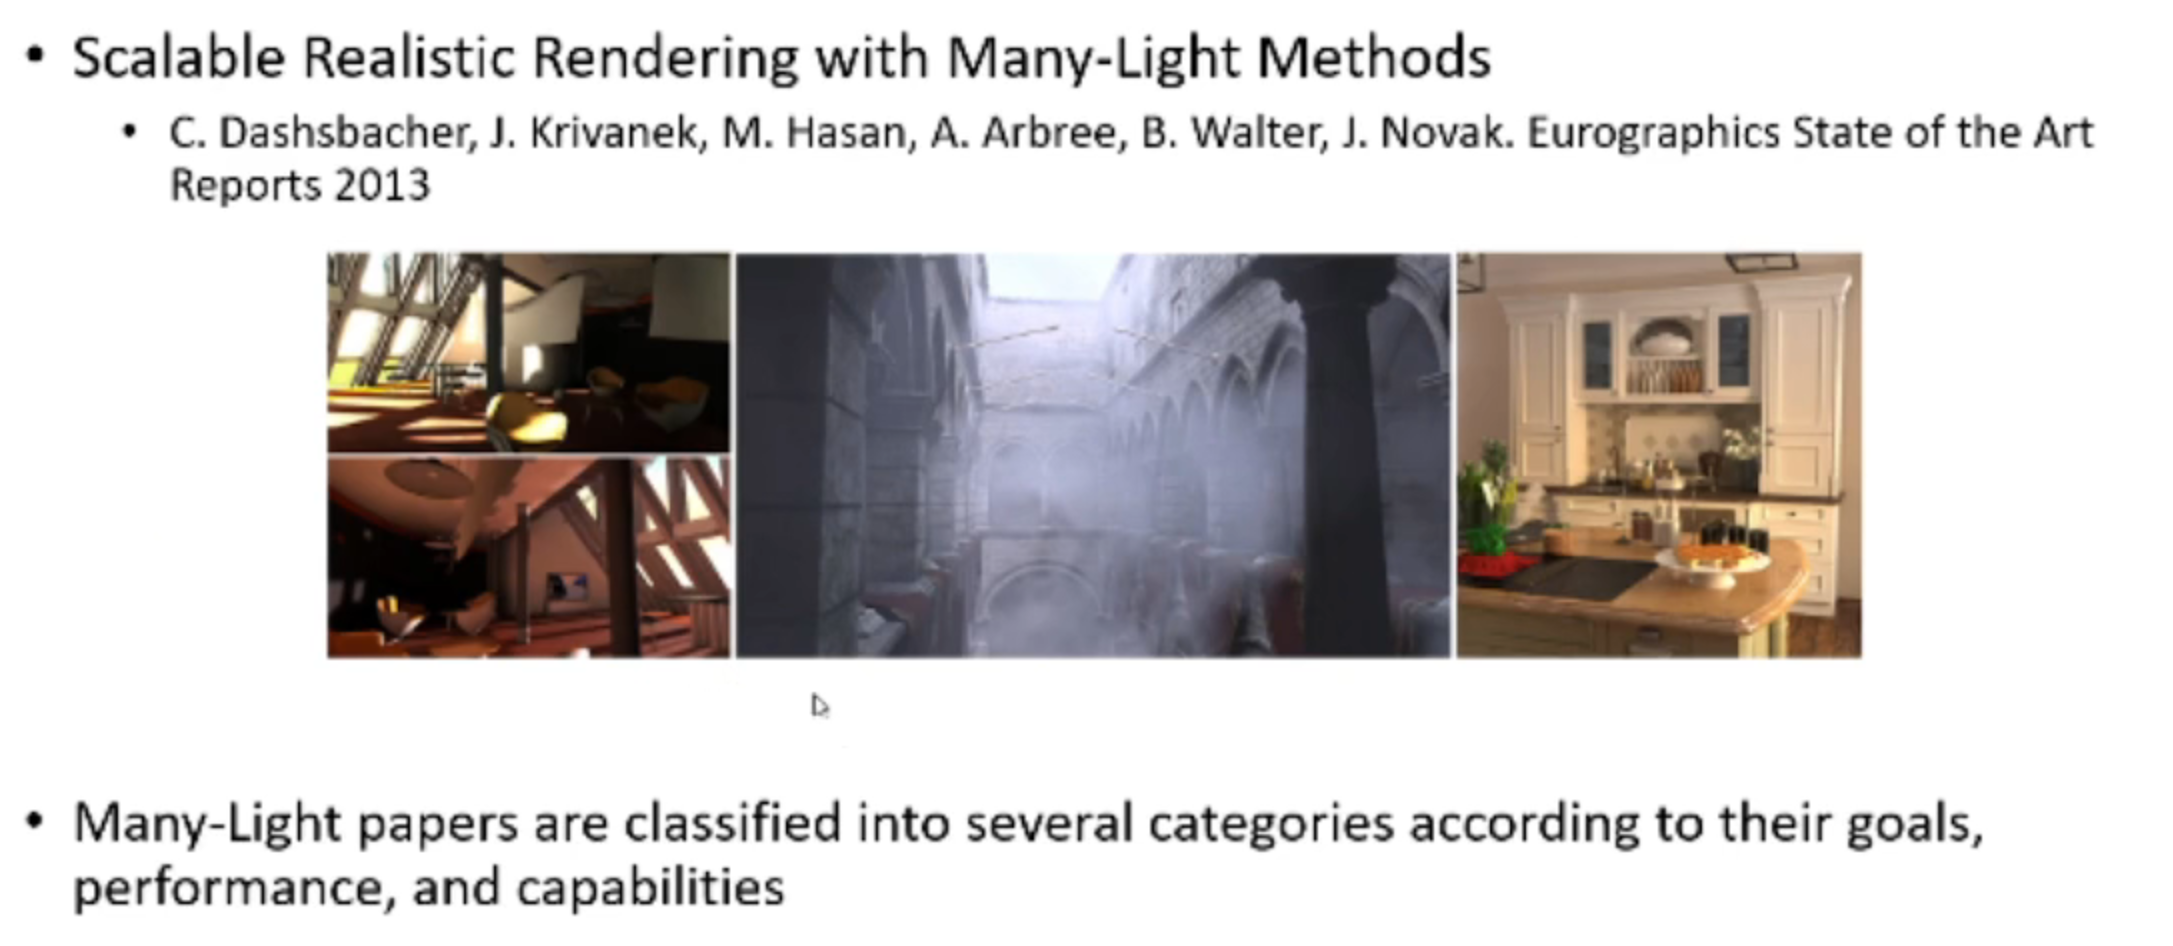 • Scalable Realistic Rendering with Many-Light Methods
• C. Dashsbacher, J. Krivanek, M. Hasan, A. Arbree, B. Walter, J. Novak. Eurographics State of the Art
Reports 2013
• Many-Light papers are classified into several categories according to their goals,
performance, and capabilities